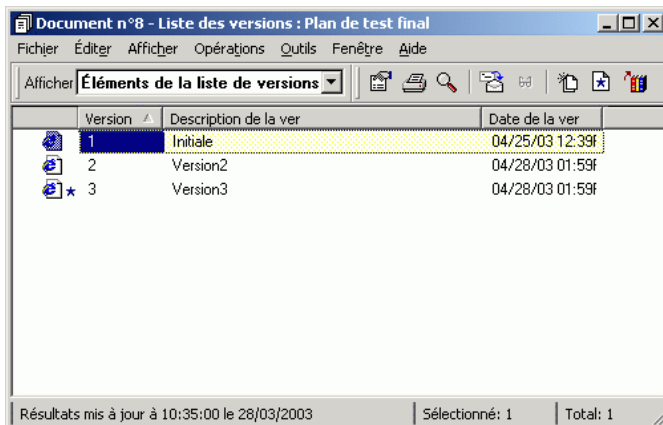 Document n°8 - Liste des versions : Plan de test final
Fichier Éditer Afficher Opérations Outils Fenêtre Aide
Afficher Éléments de la liste de versions
Version Description de la ver Date de la ver
1 Initiale 04/25/03 12:39F
2 Version2 04/28/03 01:59F
3 Version3 04/28/03 01:59F
Résultats mis à jour à 10:35:00 le 28/03/2003 Sélectionné: 1 Total: 1